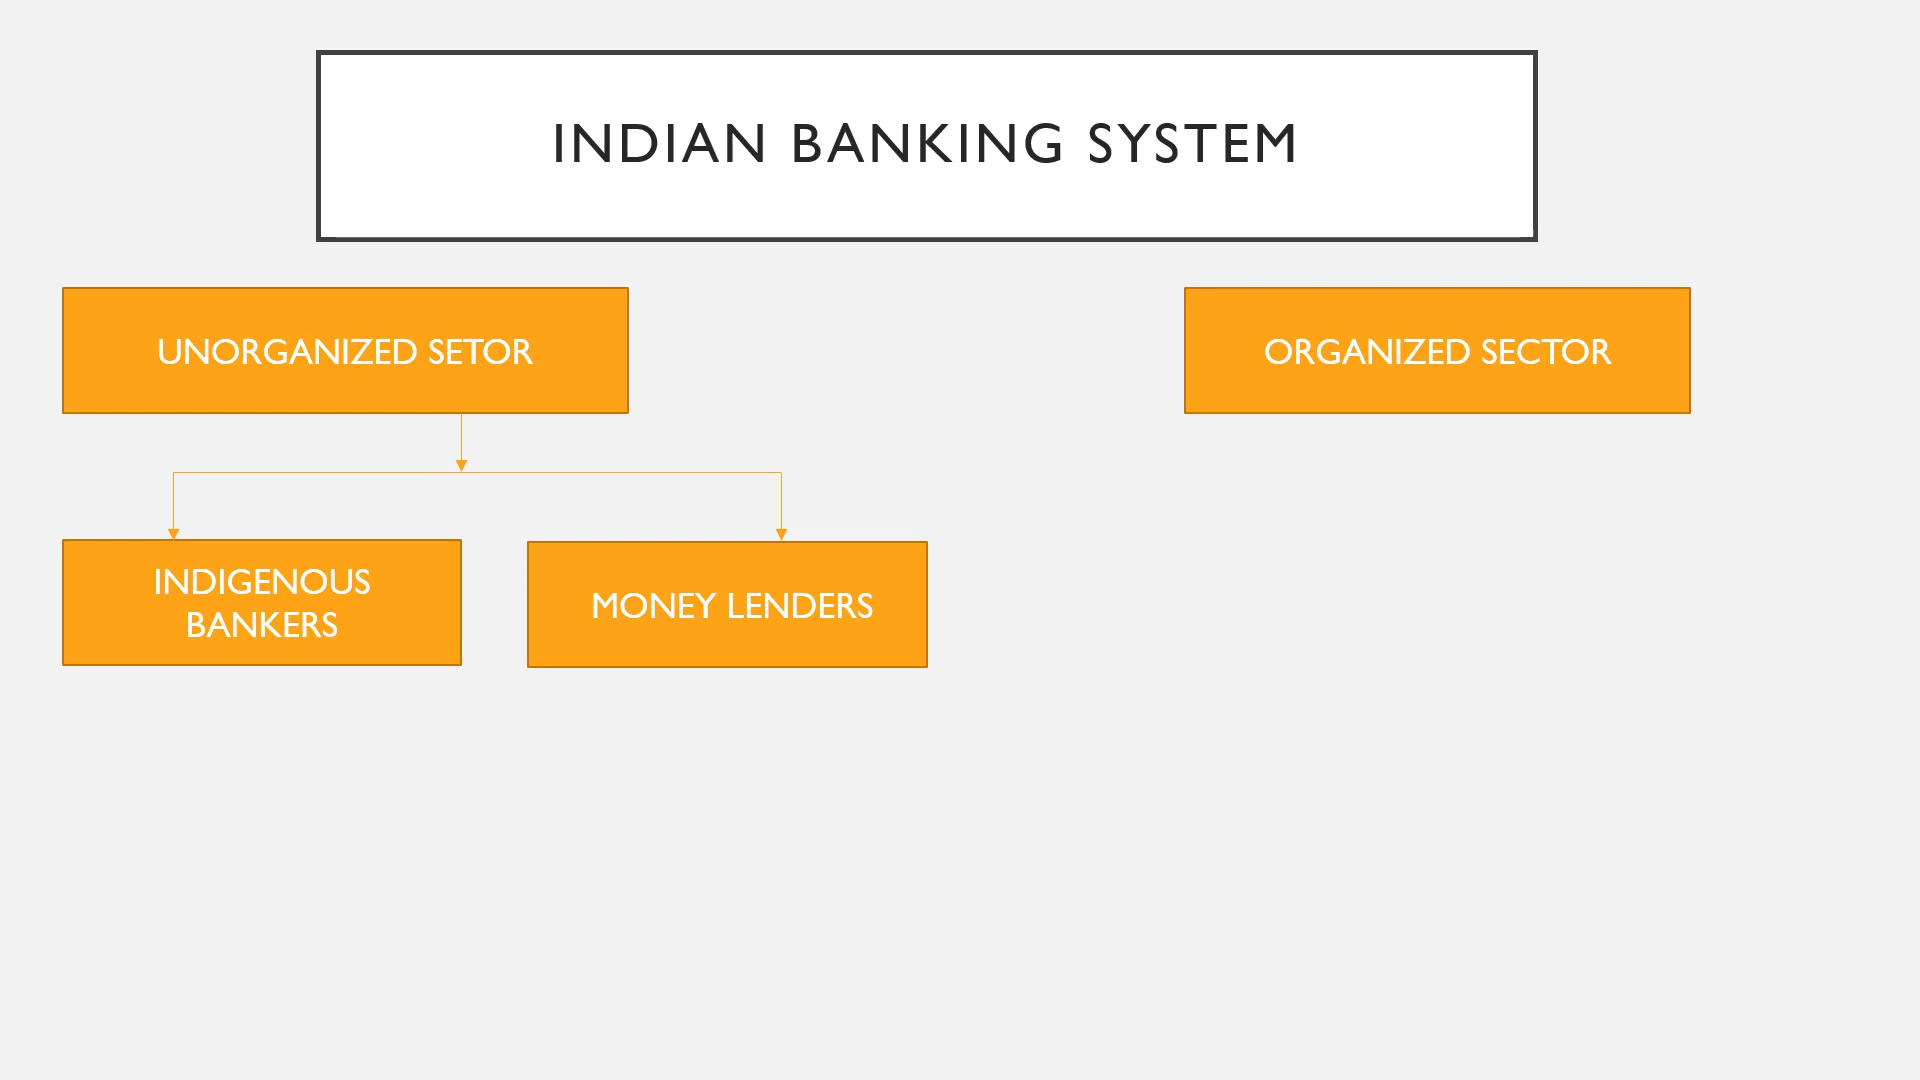 INDIAN BANKING SYSTEM
UNORGANIZED SETOR
ORGANIZED SECTOR
INDIGENOUS
BANKERS
MONEY LENDERS